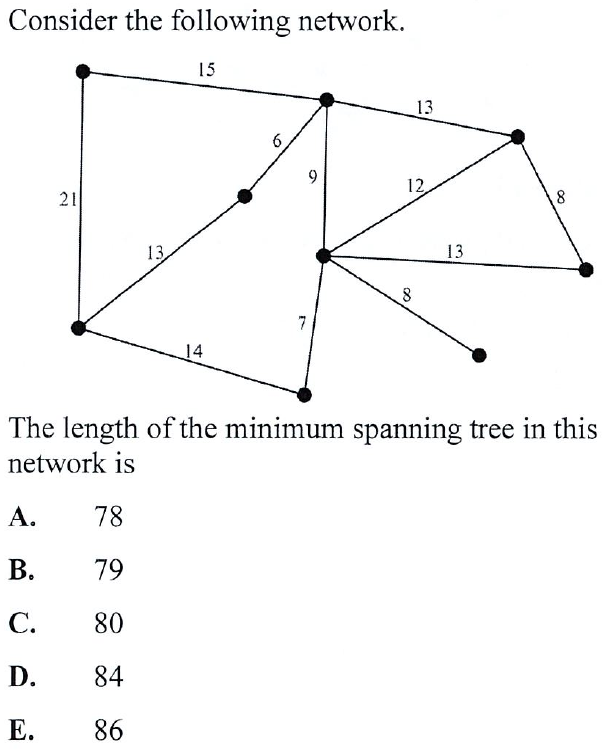 Consider the following network.
15
13
6
9
12
8
21
13
13
8
7
14
The length of the minimum spanning tree in this
network is
A. 78
B. 79
C. 80
D. 84
E. 86